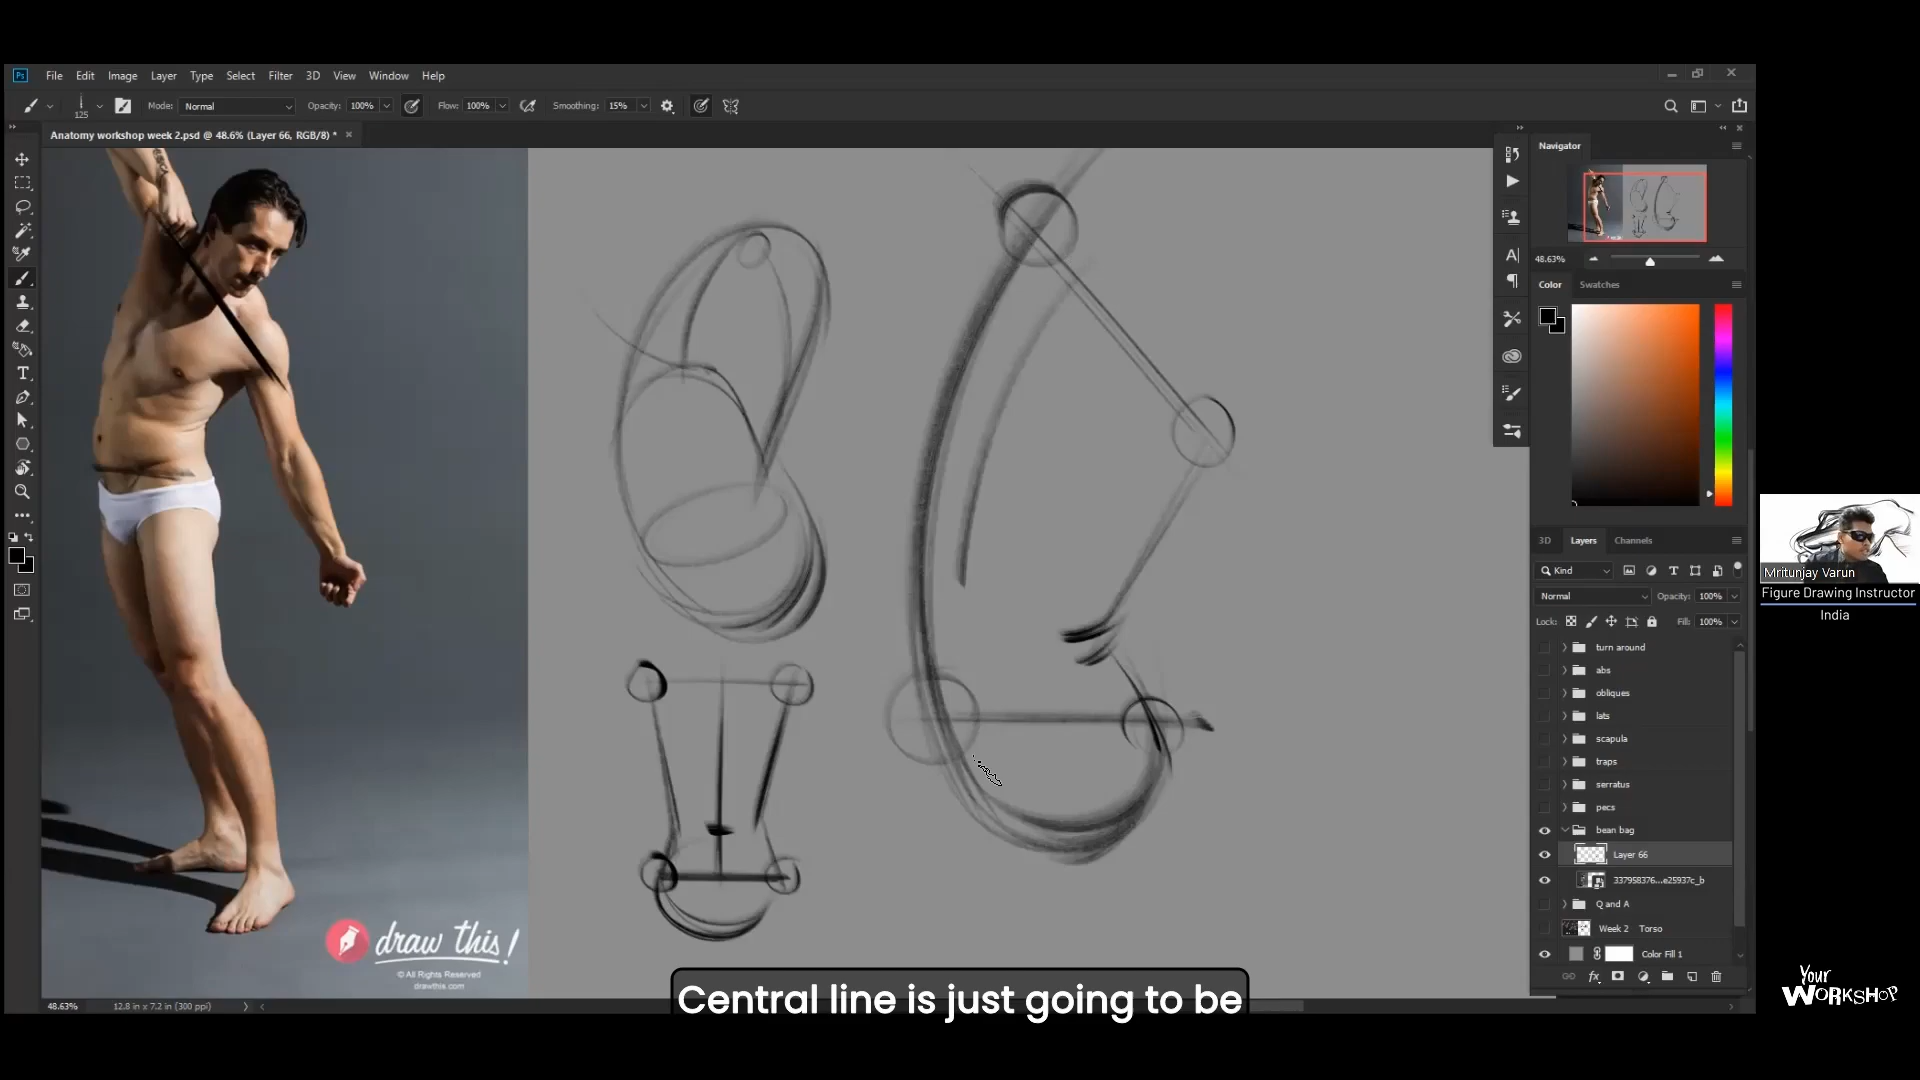 Ps File Edit Image Layer Type Select Filter 3D View Window Help
125 Mode: Normal Opacity: 100% Flow: 100% Smoothing: 15%
Anatomy workshop week 2.psd @ 48.6% (Layer 66, RGB/8) * ×
Navigator
48.63%
Color Swatches
3D Layers Channels
Kind
Normal Opacity: 100%
Lock: Fill: 100%
turn around
abs
obliques
lats
scapula
traps
serratus
pecs
bean bag
Layer 66
337958376...e25937c_b
Q and A
Week 2 Torso
Color Fill 1
draw this!
© All Rights Reserved
drawthis.com
48.63% 12.8 in x 7.2 in (300 ppi)
Central line is just going to be
Mritunjay Varun
Figure Drawing Instructor
India
Your
WORKSHOP